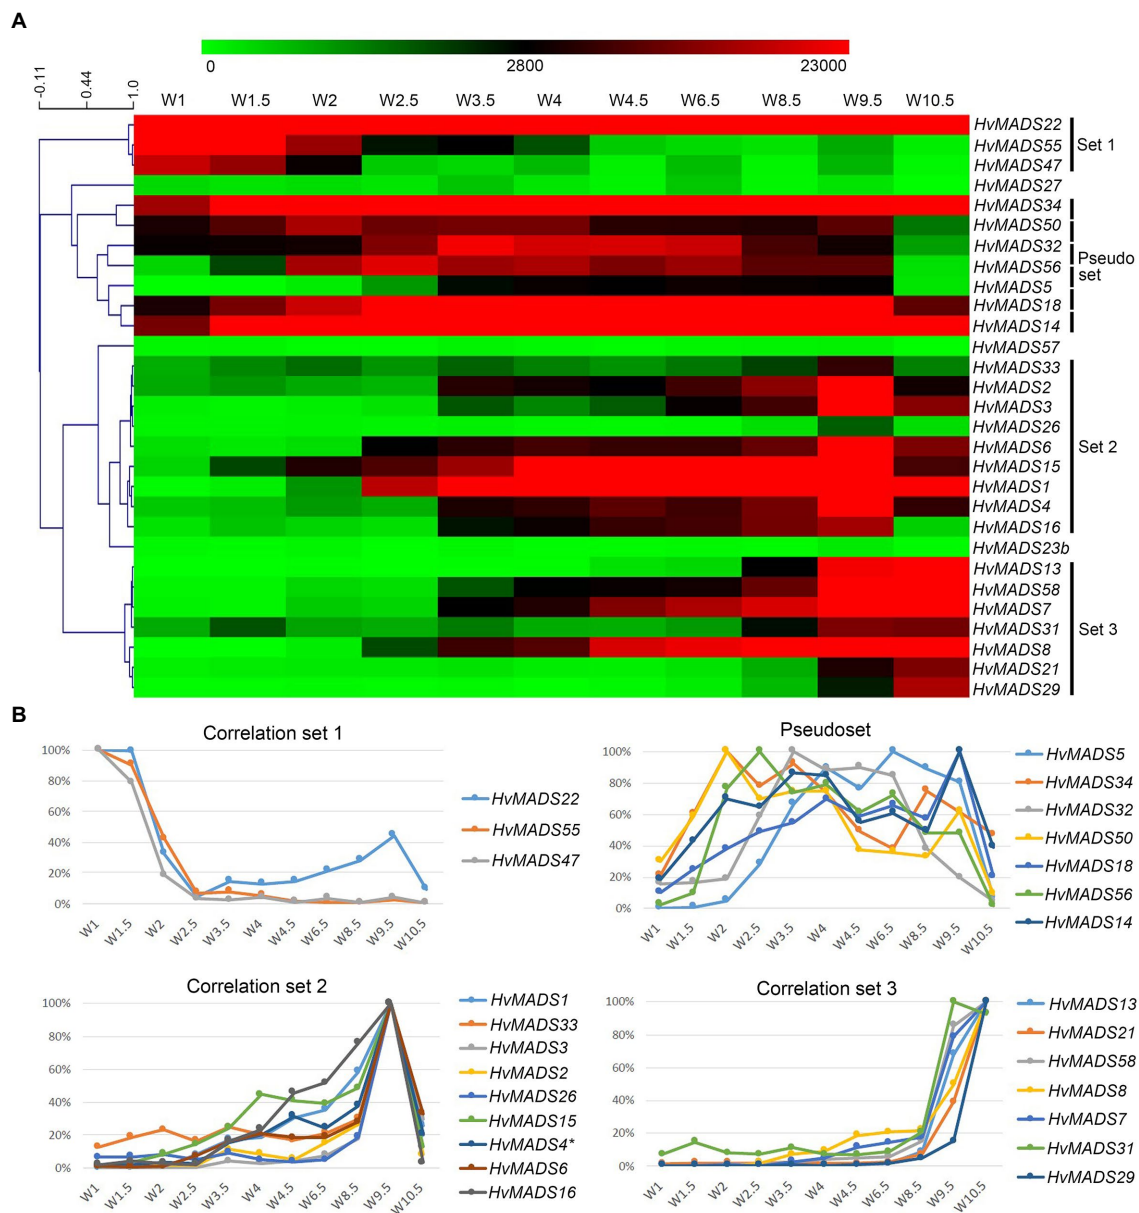 A
0 2800 23000
-0.11 0.44 1.0
W1 W1.5 W2 W2.5 W3.5 W4 W4.5 W6.5 W8.5 W9.5 W10.5
HvMADS22
HvMADS55
HvMADS47
Set 1
HvMADS27
HvMADS34
HvMADS50
HvMADS32
HvMADS56
HvMADS5
HvMADS18
HvMADS14
Pseudo
set
HvMADS57
HvMADS33
HvMADS2
HvMADS3
HvMADS26
HvMADS6
HvMADS15
HvMADS1
HvMADS4
HvMADS16
Set 2
HvMADS23b
HvMADS13
HvMADS58
HvMADS7
HvMADS31
HvMADS8
HvMADS21
HvMADS29
Set 3
B
Correlation set 1
100%
80%
60%
40%
20%
0%
W1 W1.5 W2 W2.5 W3.5 W4 W4.5 W6.5 W8.5 W9.5 W10.5
HvMADS22
HvMADS55
HvMADS47
Pseudoset
100%
80%
60%
40%
20%
0%
W1 W1.5 W2 W2.5 W3.5 W4 W4.5 W6.5 W8.5 W9.5 W10.5
HvMADS5
HvMADS34
HvMADS32
HvMADS50
HvMADS18
HvMADS56
HvMADS14
Correlation set 2
100%
80%
60%
40%
20%
0%
W1 W1.5 W2 W2.5 W3.5 W4 W4.5 W6.5 W8.5 W9.5 W10.5
HvMADS1
HvMADS33
HvMADS3
HvMADS2
HvMADS26
HvMADS15
HvMADS4*
HvMADS6
HvMADS16
Correlation set 3
100%
80%
60%
40%
20%
0%
W1 W1.5 W2 W2.5 W3.5 W4 W4.5 W6.5 W8.5 W9.5 W10.5
HvMADS13
HvMADS21
HvMADS58
HvMADS8
HvMADS7
HvMADS31
HvMADS29